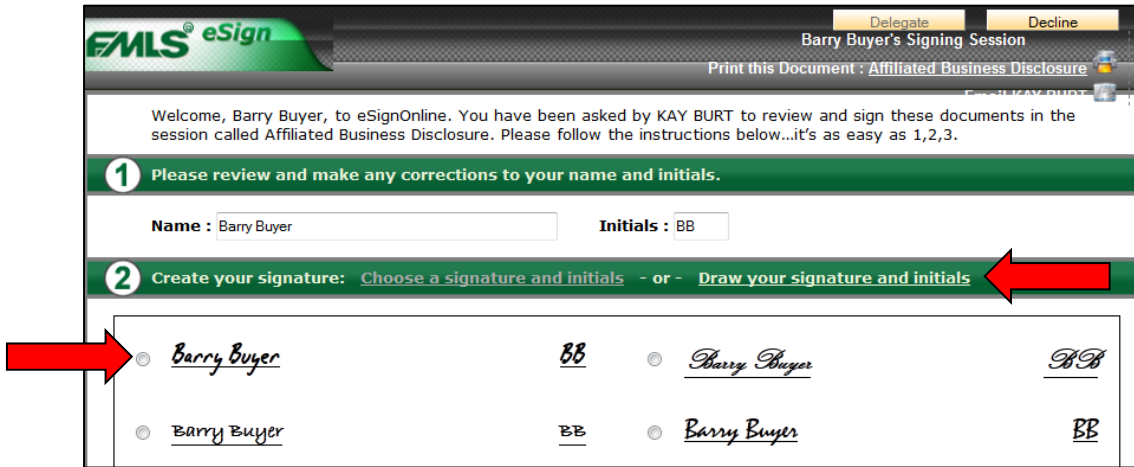 FMLS® eSign
Delegate Decline
Barry Buyer's Signing Session
Print this Document : Affiliated Business Disclosure
Email KAY BURT
Welcome, Barry Buyer, to eSignOnline. You have been asked by KAY BURT to review and sign these documents in the
session called Affiliated Business Disclosure. Please follow the instructions below...it's as easy as 1,2,3.
1 Please review and make any corrections to your name and initials.
Name : Barry Buyer Initials : BB
2 Create your signature: Choose a signature and initials - or - Draw your signature and initials
Barry Buyer BB Barry Buyer BB
Barry Buyer BB Barry Buyer BB